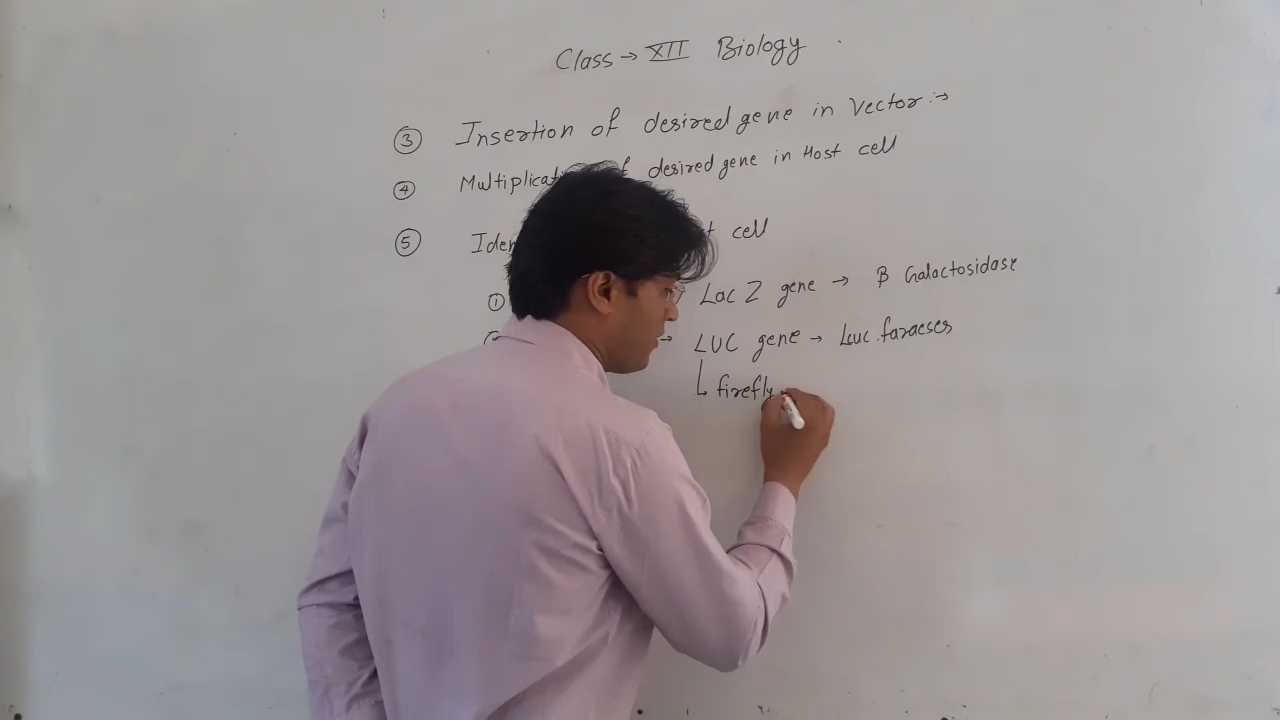 Class → XII Biology
③ Insertion of desired gene in Vector :→
④ Multiplicat of desired gene in Host cell
⑤ Iden cell
① Lac Z gene → β Galactosidase
→ LUC gene → Luc.faraeses
↳ firefly